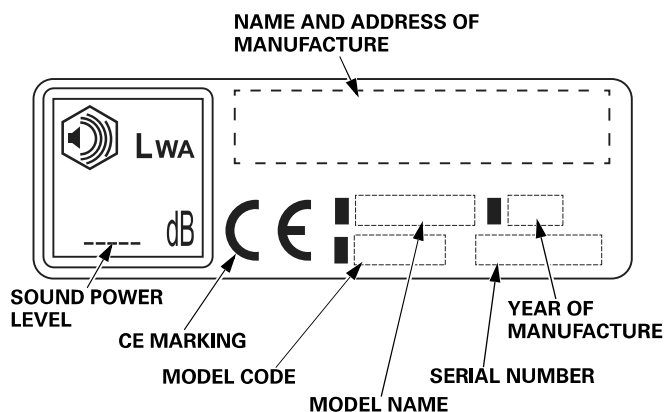 NAME AND ADDRESS OF
MANUFACTURE
LWA
dB
CE
SOUND POWER
LEVEL
CE MARKING
MODEL CODE
MODEL NAME
SERIAL NUMBER
YEAR OF
MANUFACTURE